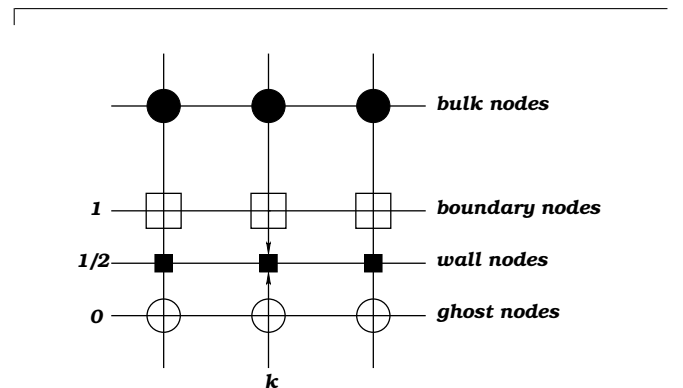 bulk nodes
1 boundary nodes
1/2 wall nodes
0 ghost nodes
k